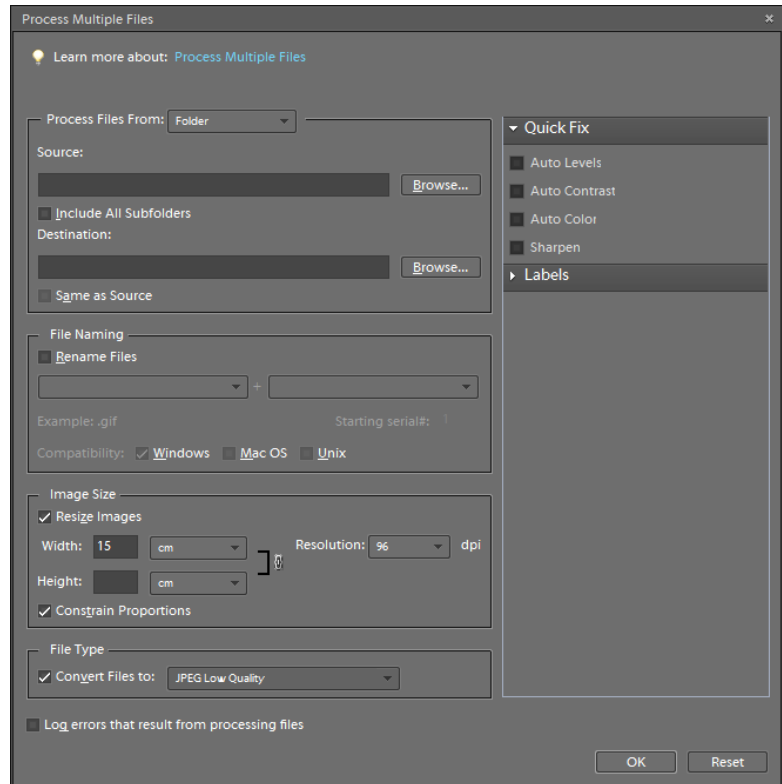 Process Multiple Files
Learn more about: Process Multiple Files
Process Files From: Folder
Source:
Browse...
Include All Subfolders
Destination:
Browse...
Same as Source
File Naming
Rename Files
+
Example: .gif Starting serial#: 1
Compatibility: Windows Mac OS Unix
Image Size
Resize Images
Width: 15 cm Resolution: 96 dpi
Height: cm
Constrain Proportions
File Type
Convert Files to: JPEG Low Quality
Log errors that result from processing files
Quick Fix
Auto Levels
Auto Contrast
Auto Color
Sharpen
Labels
OK Reset